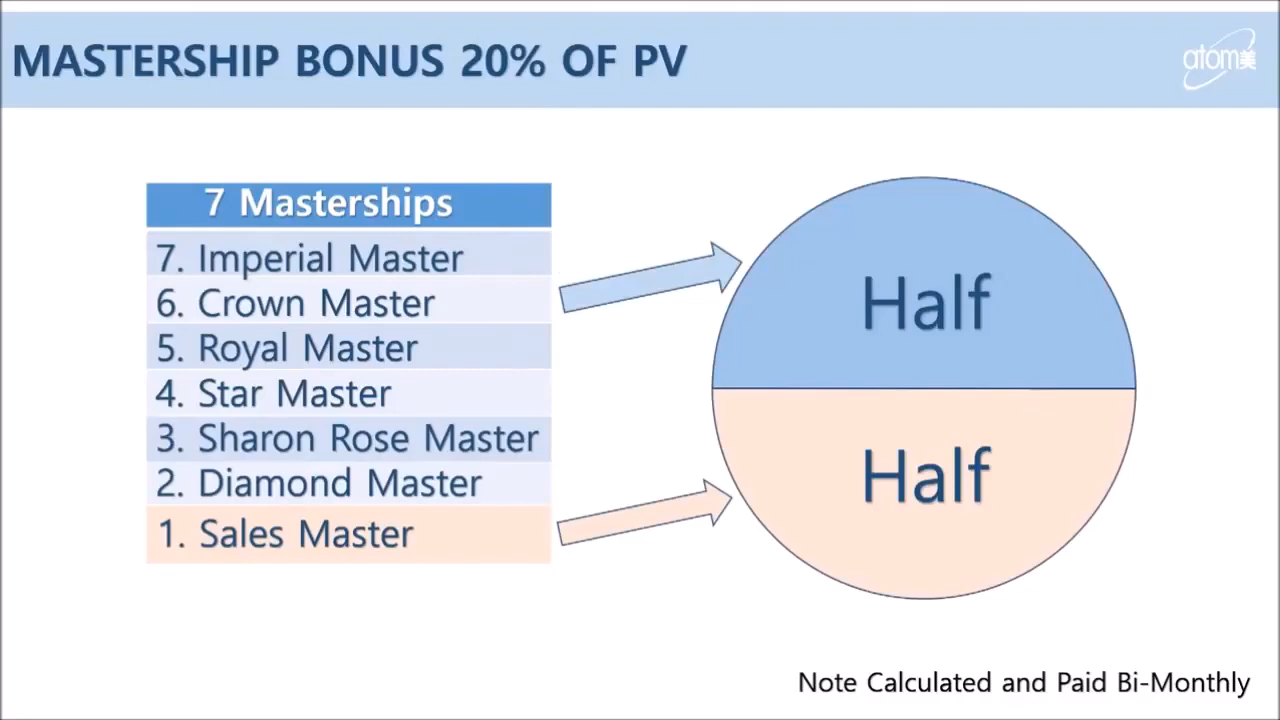 MASTERSHIP BONUS 20% OF PV
atom美
7 Masterships
7. Imperial Master
6. Crown Master
5. Royal Master
4. Star Master
3. Sharon Rose Master
2. Diamond Master
1. Sales Master
Half
Half
Note Calculated and Paid Bi-Monthly